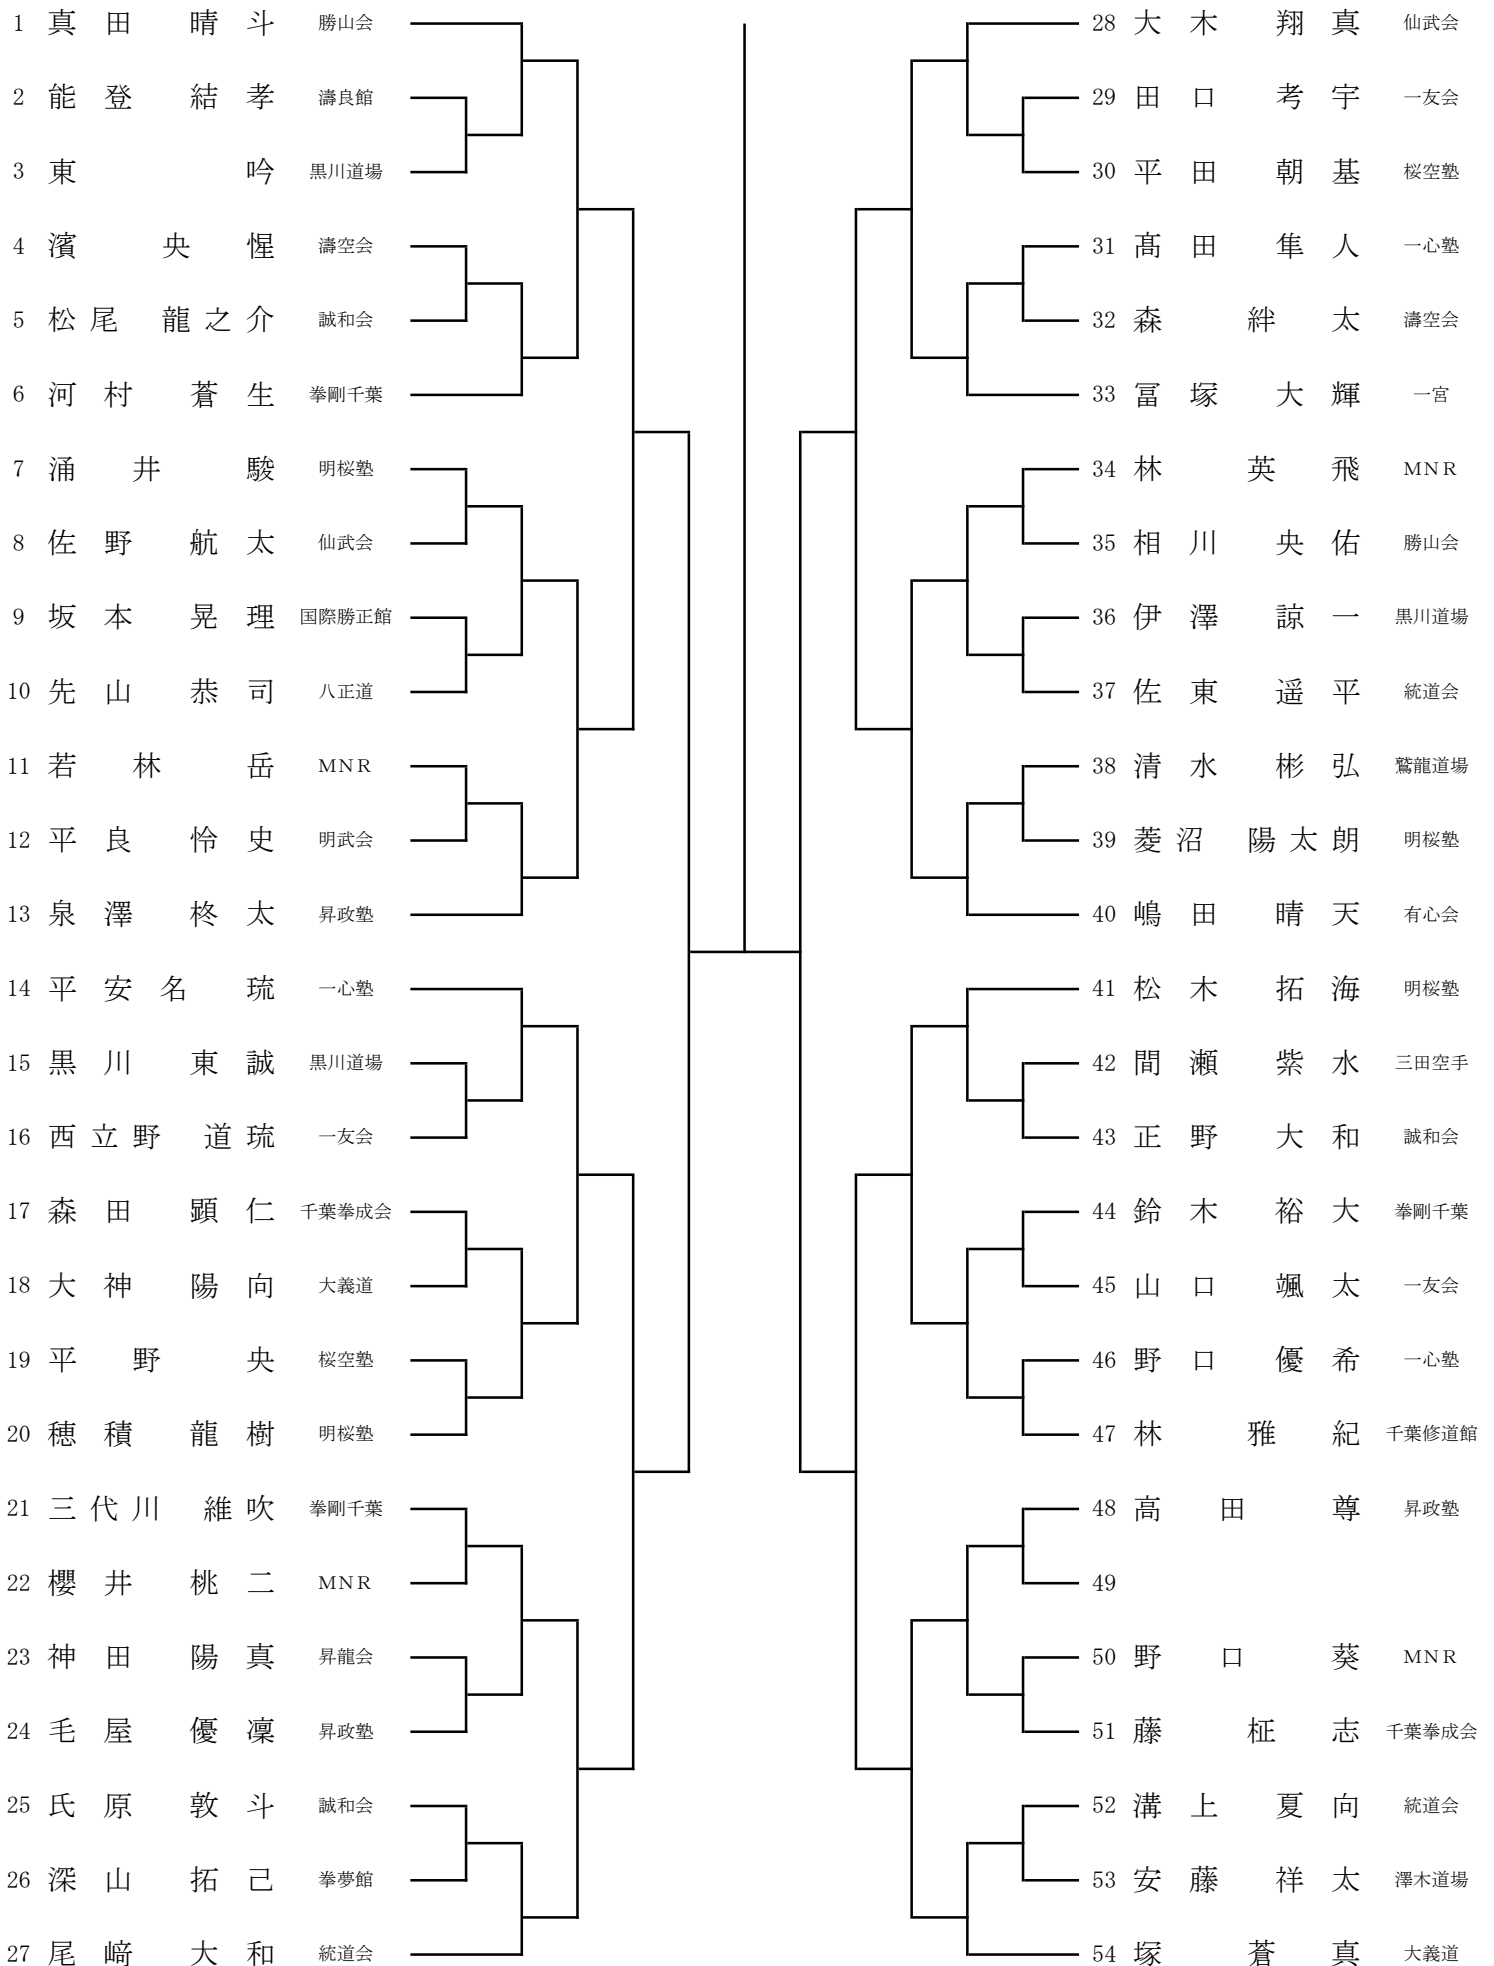 1 真田 晴斗 勝山会
2 能登 結孝 濤良館
3 東 吟 黒川道場
4 濱 央惺 濤空会
5 松尾 龍之介 誠和会
6 河村 蒼生 拳剛千葉
7 涌井 駿 明桜塾
8 佐野 航太 仙武会
9 坂本 晃理 国際勝正館
10 先山 恭司 八正道
11 若林 岳 MNR
12 平良 怜史 明武会
13 泉澤 柊太 昇政塾
14 平安名 琉 一心塾
15 黒川 東誠 黒川道場
16 西立野 道琉 一友会
17 森田 顕仁 千葉拳成会
18 大神 陽向 大義道
19 平野 央 桜空塾
20 穂積 龍樹 明桜塾
21 三代川 維吹 拳剛千葉
22 櫻井 桃二 MNR
23 神田 陽真 昇龍会
24 毛屋 優凜 昇政塾
25 氏原 敦斗 誠和会
26 深山 拓己 拳夢館
27 尾﨑 大和 統道会
28 大木 翔真 仙武会
29 田口 考宇 一友会
30 平田 朝基 桜空塾
31 髙田 隼人 一心塾
32 森 絆太 濤空会
33 冨塚 大輝 一宮
34 林 英飛 MNR
35 相川 央佑 勝山会
36 伊澤 諒一 黒川道場
37 佐東 遥平 統道会
38 清水 彬弘 鷲龍道場
39 菱沼 陽太朗 明桜塾
40 嶋田 晴天 有心会
41 松木 拓海 明桜塾
42 間瀬 紫水 三田空手
43 正野 大和 誠和会
44 鈴木 裕大 拳剛千葉
45 山口 颯太 一友会
46 野口 優希 一心塾
47 林 雅紀 千葉修道館
48 高田 尊 昇政塾
49
50 野口 葵 MNR
51 藤 柾志 千葉拳成会
52 溝上 夏向 統道会
53 安藤 祥太 澤木道場
54 塚 蒼真 大義道